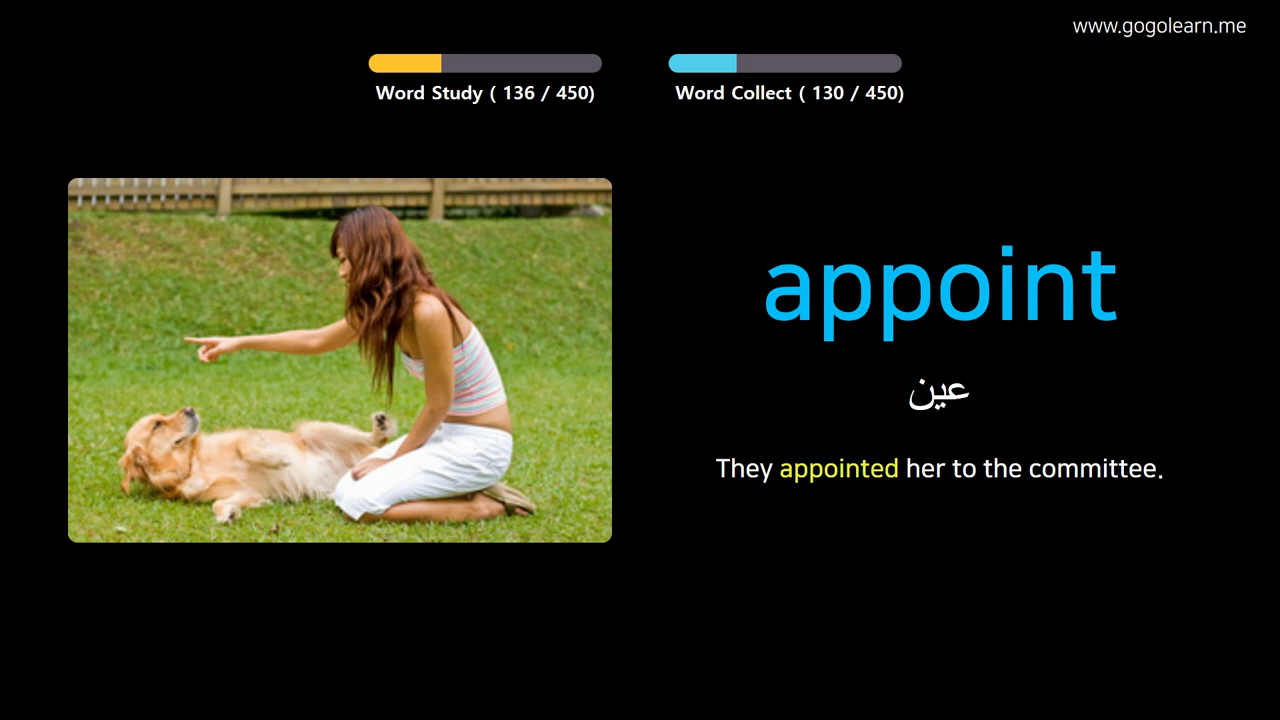 www.gogolearn.me
Word Study ( 136 / 450)
Word Collect ( 130 / 450)
appoint
عين
They appointed her to the committee.